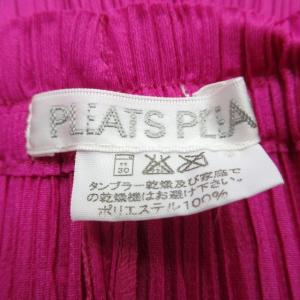 PLEATS PLEA
30
タンブラー乾燥及び家庭で
の乾燥機はお避け下さい。
ポリエステル100%